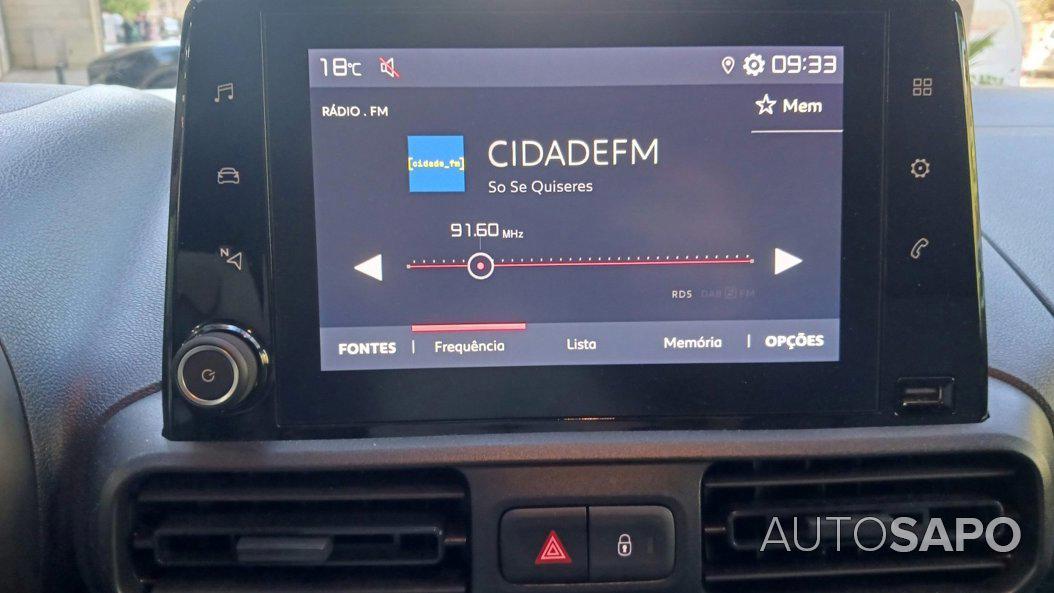 18°C 09:33
RÁDIO . FM
Mem
[cidade_fm]
CIDADEFM
So Se Quiseres
91.60 MHz
RDS DAB FM
FONTES | Frequência Lista Memória | OPÇÕES
N
AUTOSAPO